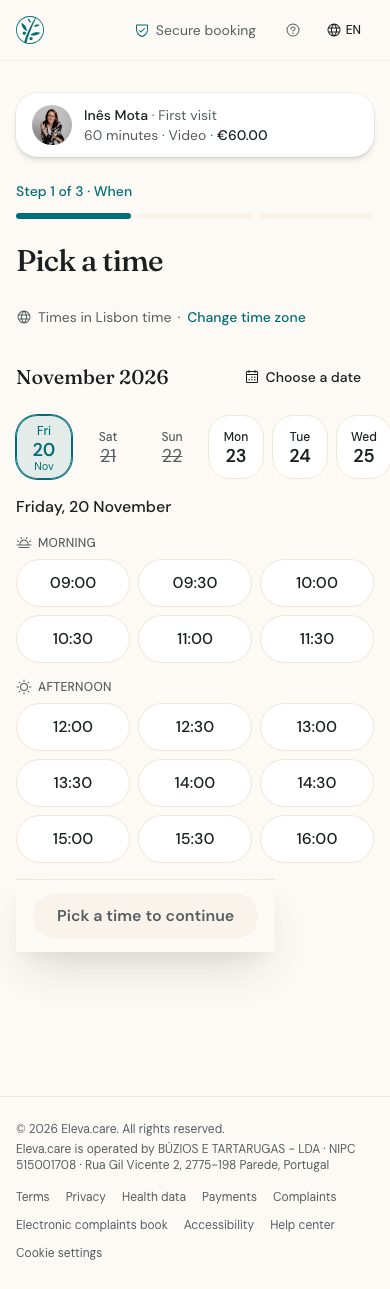 Secure booking
EN
Inês Mota · First visit
60 minutes · Video · €60.00
Step 1 of 3 · When
Pick a time
Times in Lisbon time · Change time zone
November 2026
Choose a date
Fri 20 Nov
Sat 21
Sun 22
Mon 23
Tue 24
Wed 25
Friday, 20 November
MORNING
09:00 09:30 10:00
10:30 11:00 11:30
AFTERNOON
12:00 12:30 13:00
13:30 14:00 14:30
15:00 15:30 16:00
Pick a time to continue
© 2026 Eleva.care. All rights reserved.
Eleva.care is operated by BÚZIOS E TARTARUGAS – LDA · NIPC
515001708 · Rua Gil Vicente 2, 2775-198 Parede, Portugal
Terms Privacy Health data Payments Complaints
Electronic complaints book Accessibility Help center
Cookie settings